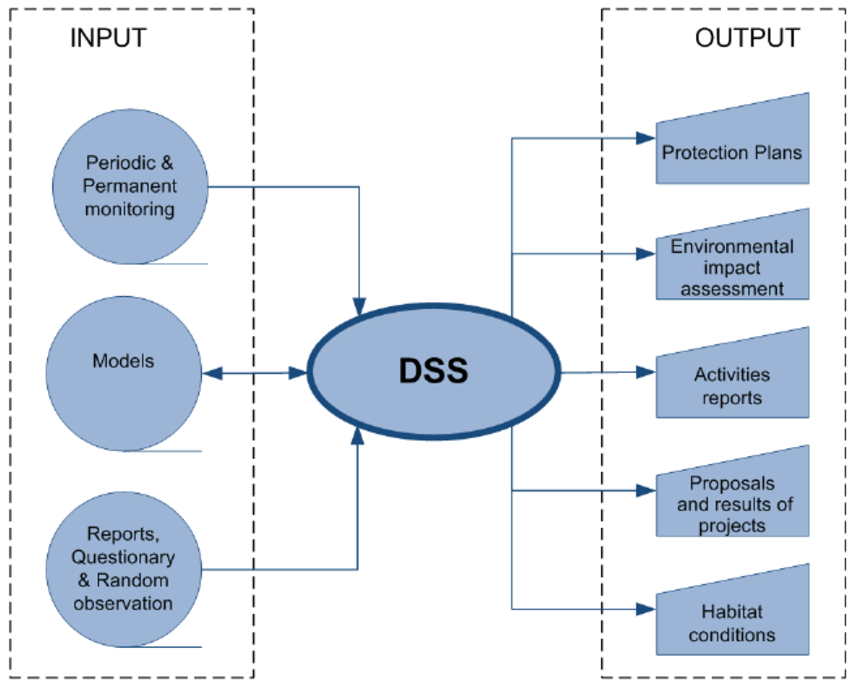 INPUT
Periodic &
Permanent
monitoring
Models
Reports,
Questionary
& Random
observation
DSS
OUTPUT
Protection Plans
Environmental
impact
assessment
Activities
reports
Proposals
and results of
projects
Habitat
conditions